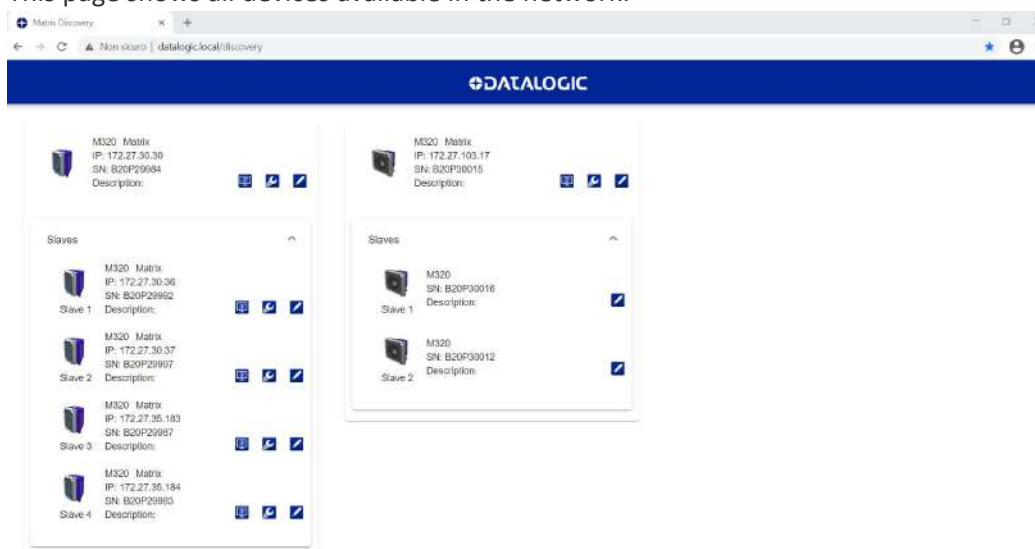 This page shows all devices available in the network.
Matrix Discovery
Non sicuro | datalogic.local/discovery
DATALOGIC
M320 Matrix
IP: 172.27.30.30
SN: B20P29984
Description:
Slaves
M320 Matrix
IP: 172.27.30.36
SN: B20P29992
Slave 1 Description:
M320 Matrix
IP: 172.27.30.37
SN: B20P29997
Slave 2 Description:
M320 Matrix
IP: 172.27.35.183
SN: B20P29987
Slave 3 Description:
M320 Matrix
IP: 172.27.35.184
SN: B20P29983
Slave 4 Description:
M320 Matrix
IP: 172.27.103.17
SN: B20P30015
Description:
Slaves
M320
SN: B20P30016
Slave 1 Description:
M320
SN: B20P30012
Slave 2 Description: